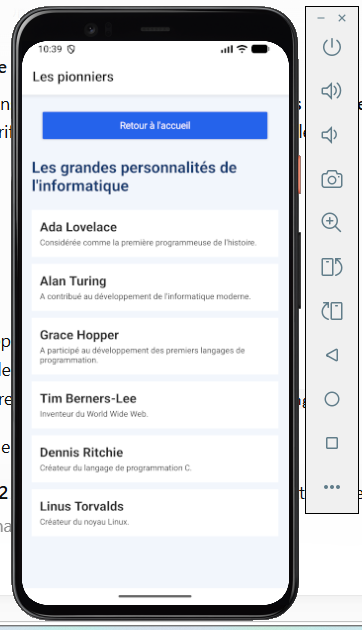 10:39
Les pionniers
Retour à l'accueil
Les grandes personnalités de
l'informatique
Ada Lovelace
Considérée comme la première programmeuse de l'histoire.
Alan Turing
A contribué au développement de l'informatique moderne.
Grace Hopper
A participé au développement des premiers langages de
programmation.
Tim Berners-Lee
Inventeur du World Wide Web.
Dennis Ritchie
Créateur du langage de programmation C.
Linus Torvalds
Créateur du noyau Linux.